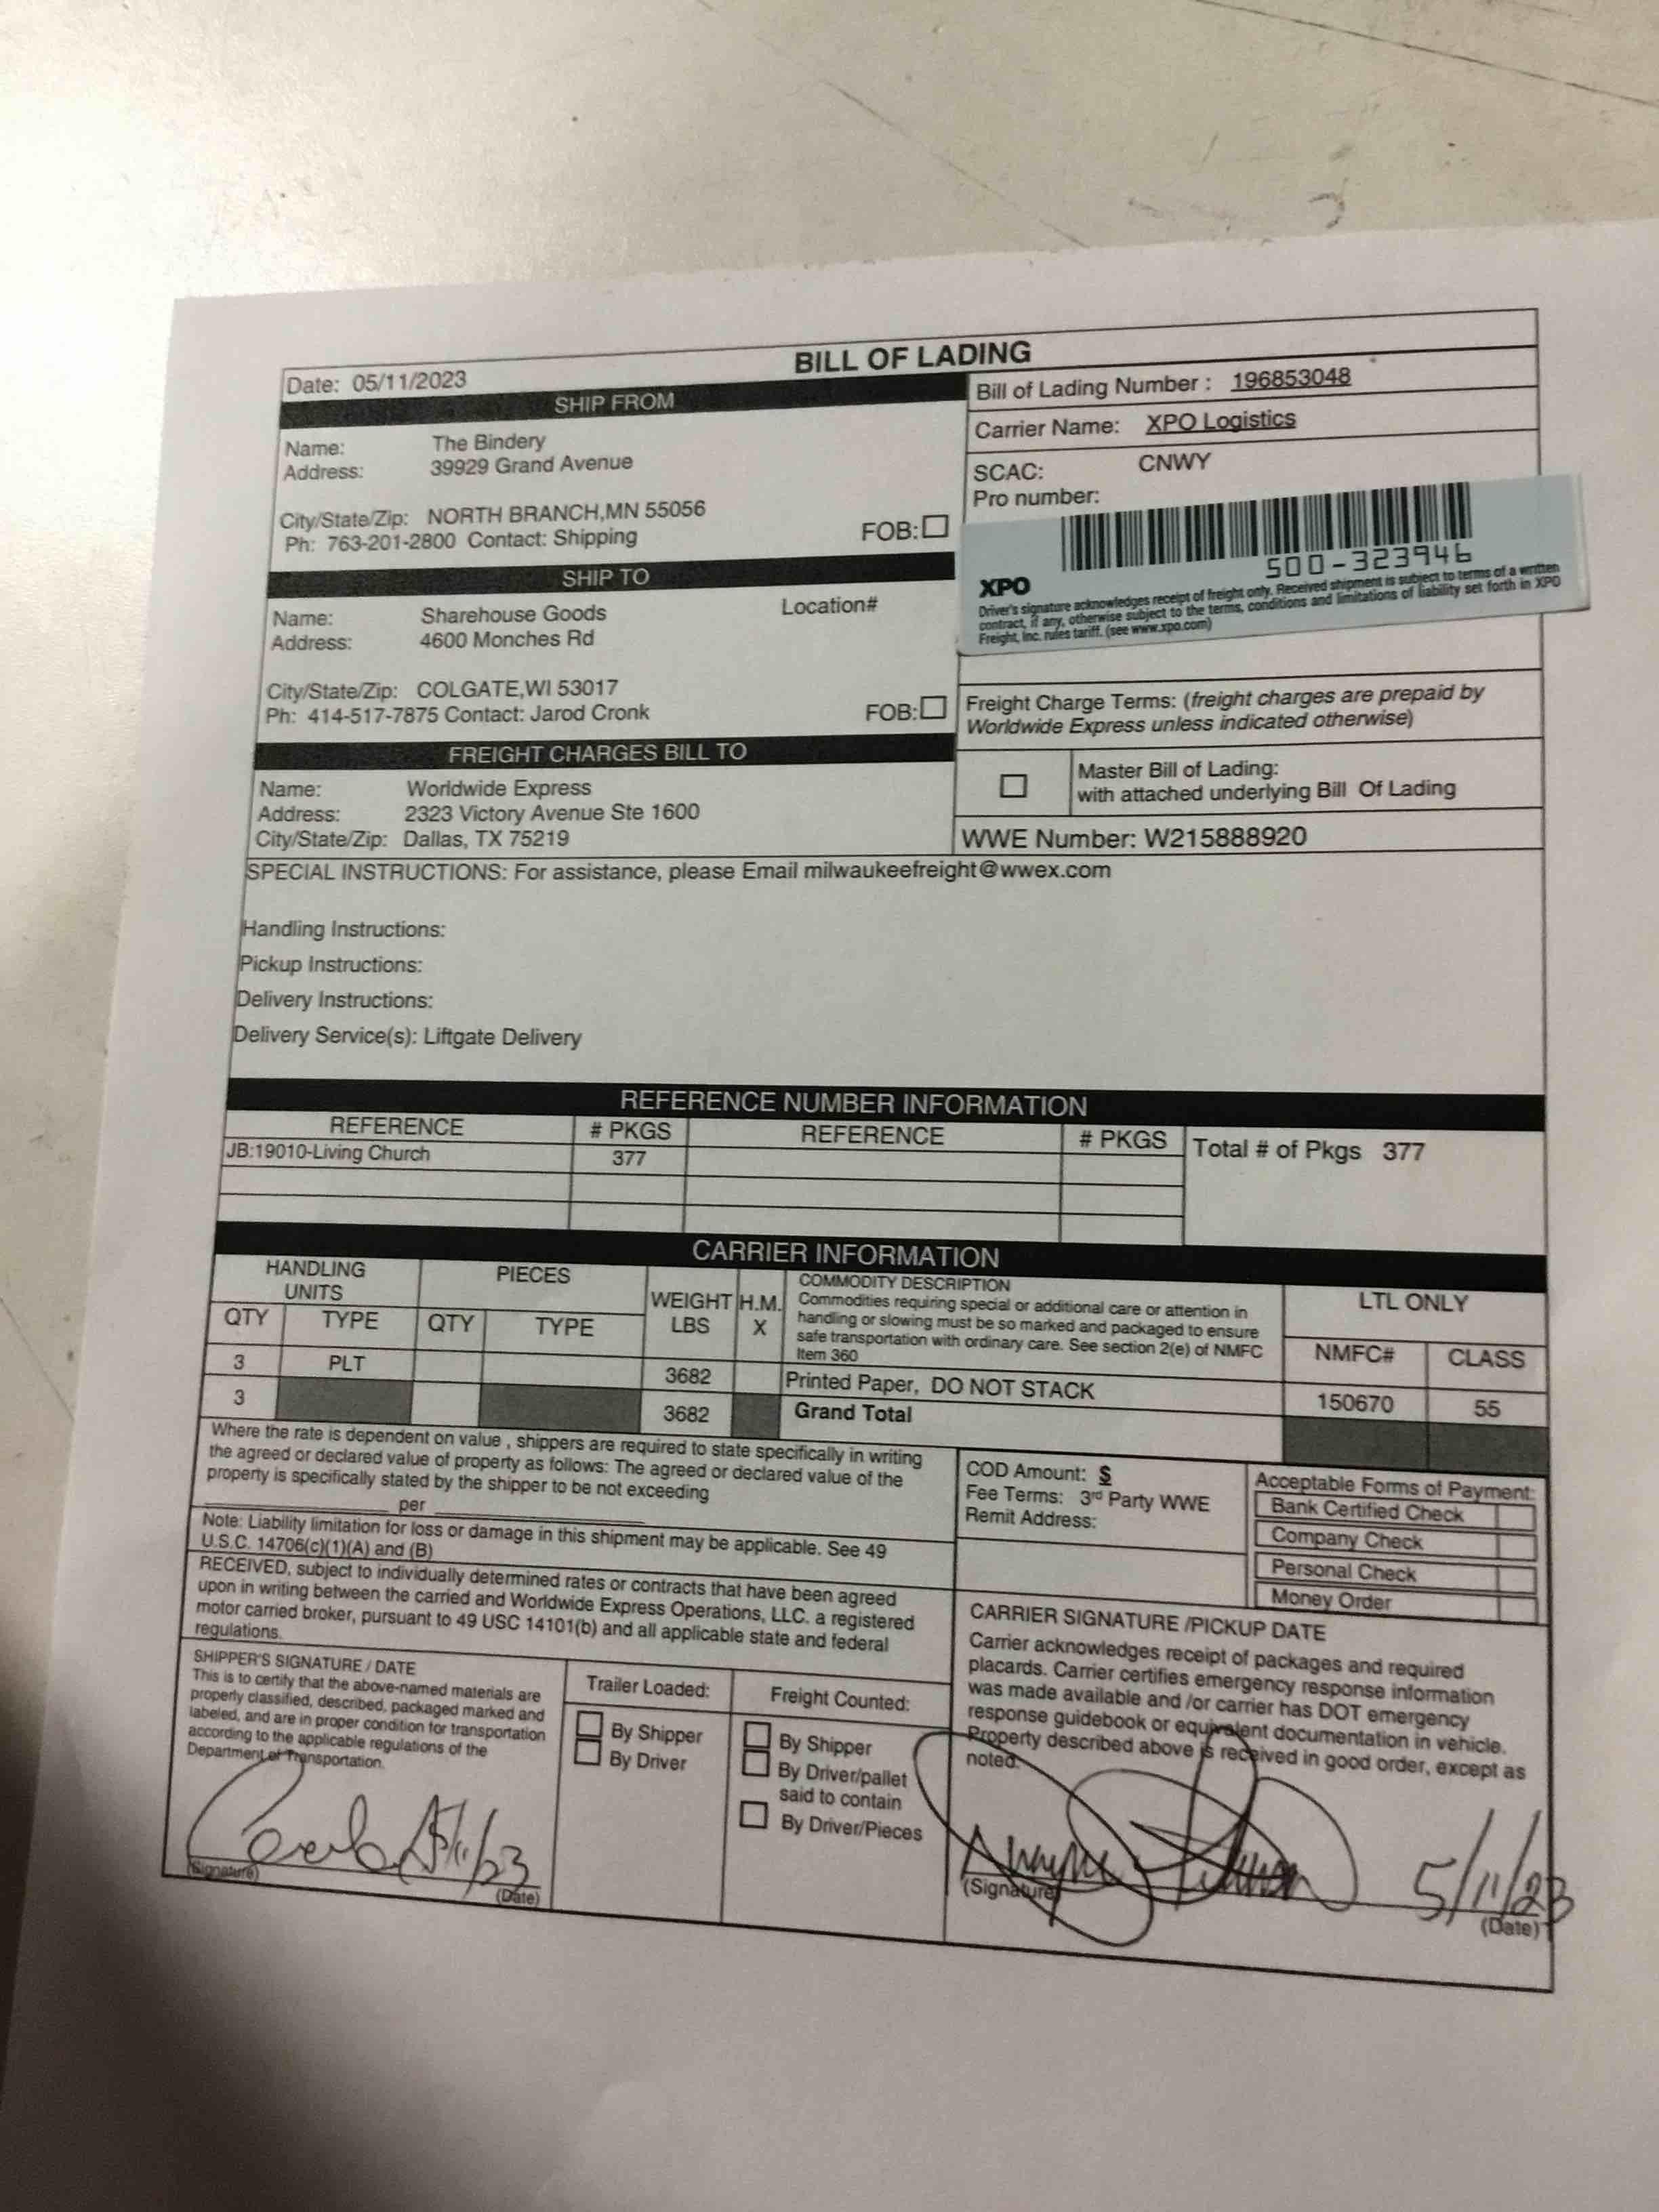 BILL OF LADING
Date: 05/11/2023
Bill of Lading Number : 196853048
SHIP FROM
Carrier Name: XPO Logistics
Name: The Bindery
Address: 39929 Grand Avenue
SCAC: CNWY
Pro number:
City/State/Zip: NORTH BRANCH,MN 55056
Ph: 763-201-2800 Contact: Shipping
FOB:
500-323946
XPO
Driver's signature acknowledges receipt of freight only. Received shipment is subject to terms of a written
contract, if any, otherwise subject to the terms, conditions and limitations of liability set forth in XPO
Freight, Inc. rules tariff. (see www.xpo.com)
SHIP TO
Name: Sharehouse Goods
Location#
Address: 4600 Monches Rd
City/State/Zip: COLGATE,WI 53017
Ph: 414-517-7875 Contact: Jarod Cronk
FOB:
Freight Charge Terms: (freight charges are prepaid by
Worldwide Express unless indicated otherwise)
FREIGHT CHARGES BILL TO
Name: Worldwide Express
Address: 2323 Victory Avenue Ste 1600
City/State/Zip: Dallas, TX 75219
Master Bill of Lading:
with attached underlying Bill Of Lading
WWE Number: W215888920
SPECIAL INSTRUCTIONS: For assistance, please Email milwaukeefreight@wwex.com
Handling Instructions:
Pickup Instructions:
Delivery Instructions:
Delivery Service(s): Liftgate Delivery
REFERENCE NUMBER INFORMATION
REFERENCE # PKGS REFERENCE # PKGS Total # of Pkgs 377
JB:19010-Living Church 377
CARRIER INFORMATION
HANDLING
UNITS
PIECES
WEIGHT
LBS
H.M.
X
COMMODITY DESCRIPTION
Commodities requiring special or additional care or attention in
handling or slowing must be so marked and packaged to ensure
safe transportation with ordinary care. See section 2(e) of NMFC
Item 360
LTL ONLY
QTY TYPE QTY TYPE
NMFC# CLASS
3 PLT 3682 Printed Paper, DO NOT STACK 150670 55
3 3682 Grand Total
Where the rate is dependent on value , shippers are required to state specifically in writing
the agreed or declared value of property as follows: The agreed or declared value of the
property is specifically stated by the shipper to be not exceeding
per
Note: Liability limitation for loss or damage in this shipment may be applicable. See 49
U.S.C. 14706(c)(1)(A) and (B)
RECEIVED, subject to individually determined rates or contracts that have been agreed
upon in writing between the carried and Worldwide Express Operations, LLC. a registered
motor carried broker, pursuant to 49 USC 14101(b) and all applicable state and federal
regulations.
COD Amount: $
Fee Terms: 3rd Party WWE
Remit Address:
Acceptable Forms of Payment:
Bank Certified Check
Company Check
Personal Check
Money Order
SHIPPER'S SIGNATURE / DATE
This is to certify that the above-named materials are
properly classified, described, packaged marked and
labeled, and are in proper condition for transportation
according to the applicable regulations of the
Department of Transportation.
5/11/23
(Signature)
(Date)
Trailer Loaded:
By Shipper
By Driver
Freight Counted:
By Shipper
By Driver/pallet
said to contain
By Driver/Pieces
CARRIER SIGNATURE /PICKUP DATE
Carrier acknowledges receipt of packages and required
placards. Carrier certifies emergency response information
was made available and /or carrier has DOT emergency
response guidebook or equivalent documentation in vehicle.
Property described above is received in good order, except as
noted.
5/11/23
(Signature)
(Date)